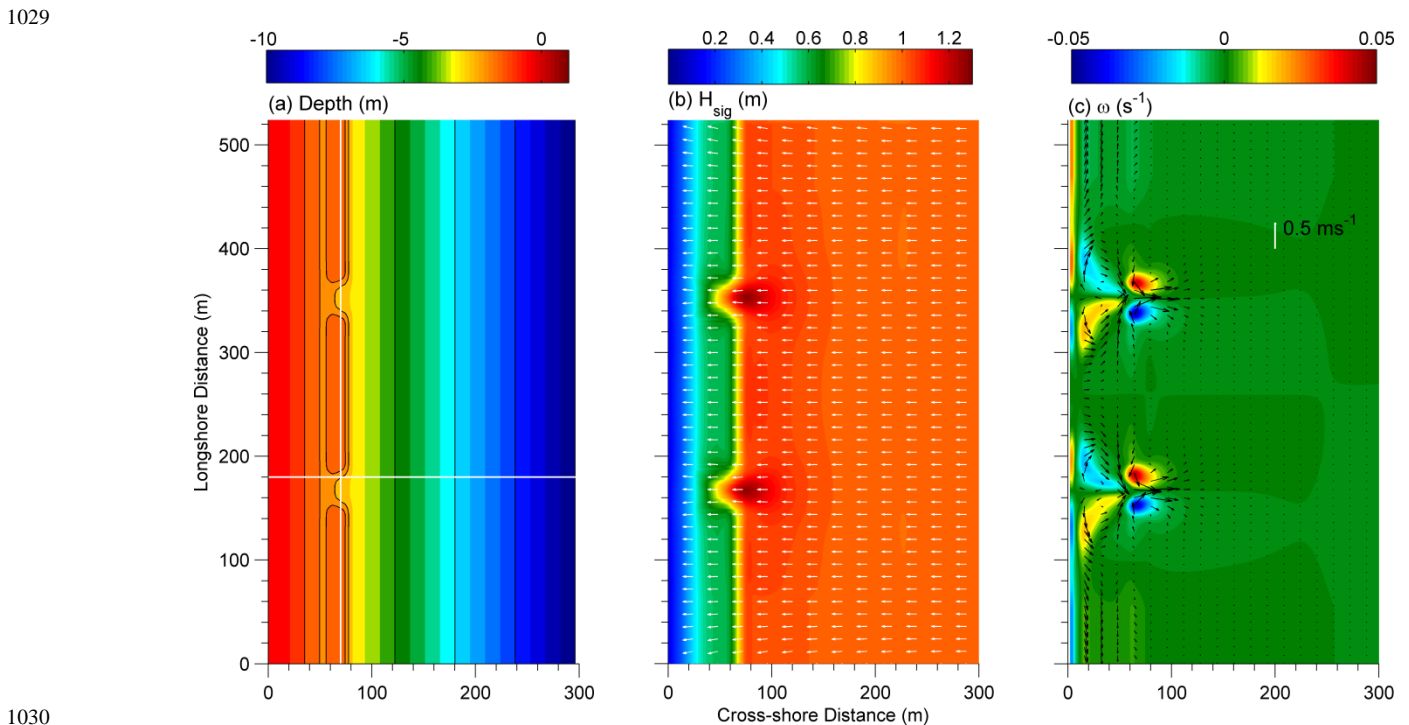 1029
-10 -5 0
0.2 0.4 0.6 0.8 1 1.2
-0.05 0 0.05
(a) Depth (m)
(b) H_sig (m)
(c) ω (s⁻¹)
500
400
300
200
100
0
Longshore Distance (m)
0.5 ms⁻¹
0 100 200 300
0 100 200 300
0 100 200 300
Cross-shore Distance (m)
1030